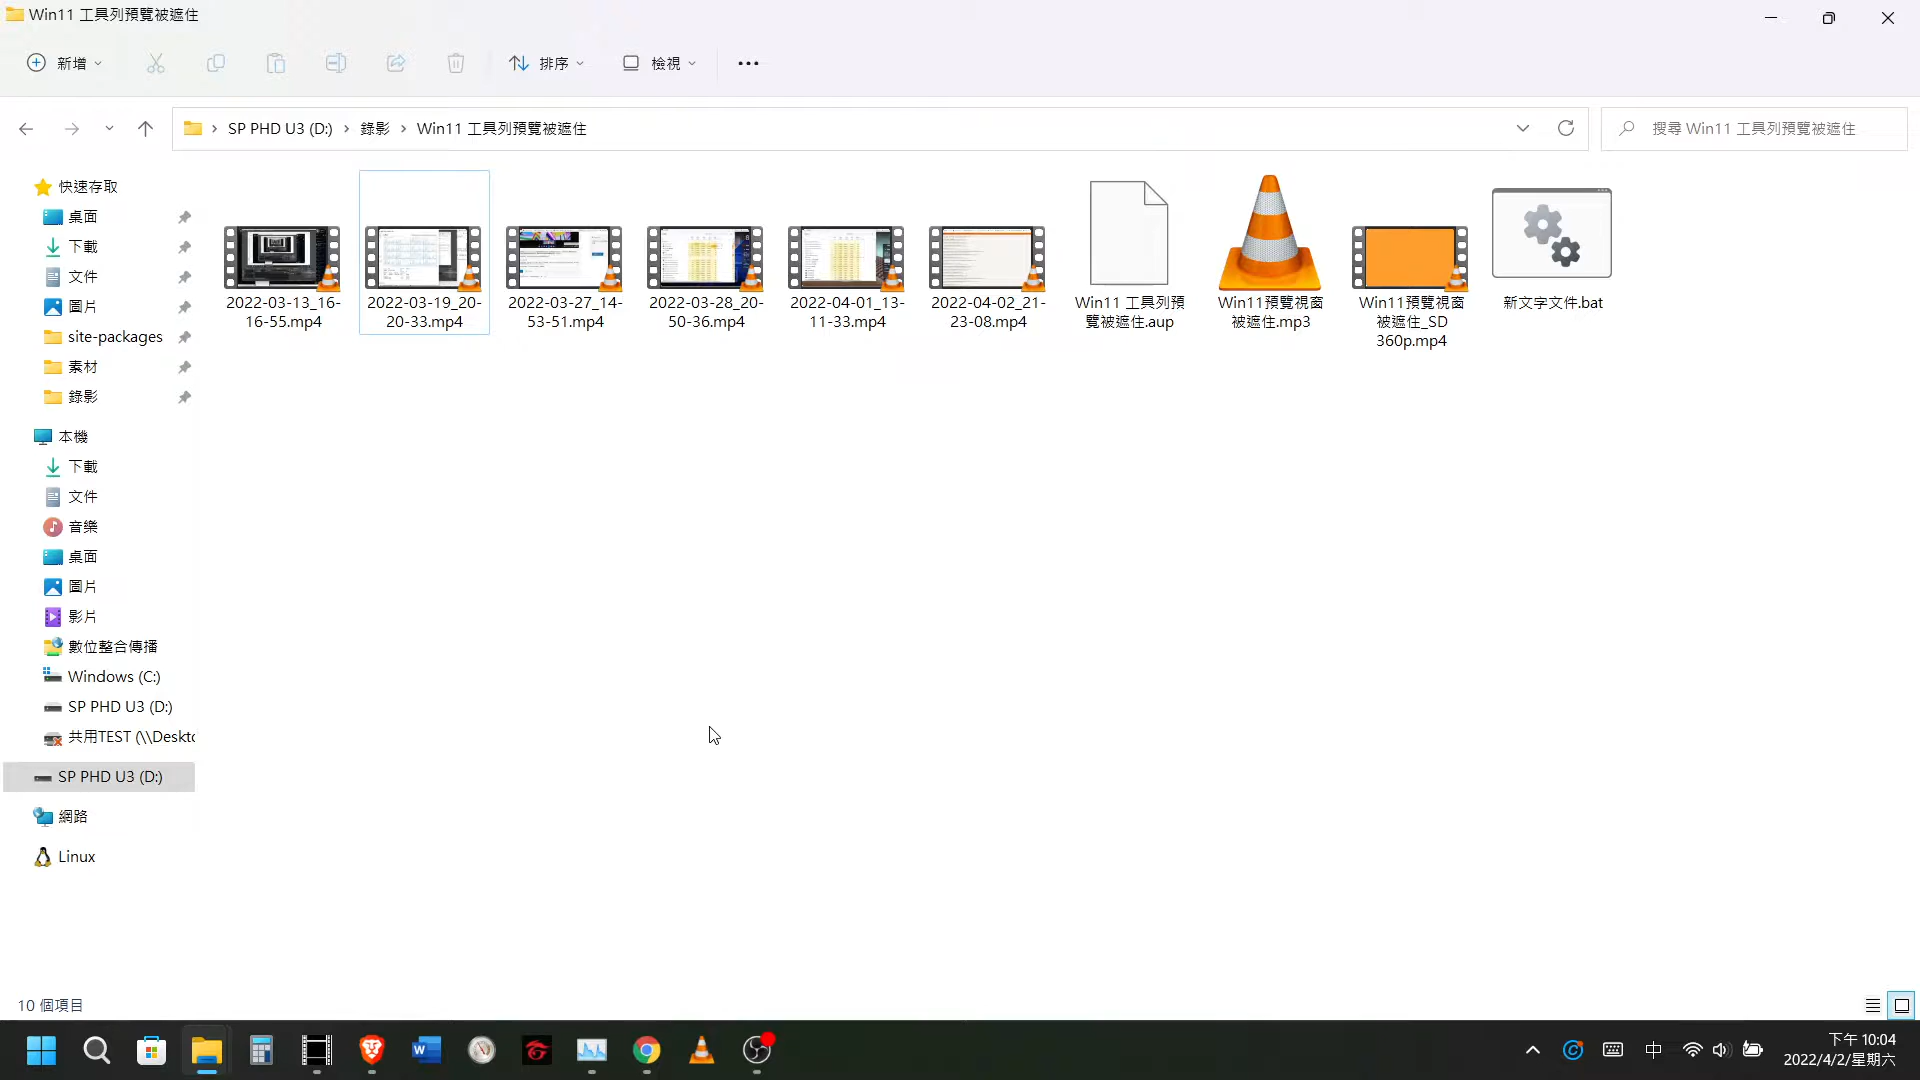 Win11 工具列預覽被遮住
新增
排序
檢視
SP PHD U3 (D:) › 錄影 › Win11 工具列預覽被遮住
搜尋 Win11 工具列預覽被遮住
快速存取
桌面
下載
文件
圖片
site-packages
素材
錄影
本機
下載
文件
音樂
桌面
圖片
影片
數位整合傳播
Windows (C:)
SP PHD U3 (D:)
共用TEST (\\Deskto
SP PHD U3 (D:)
網路
Linux
2022-03-13_16-
16-55.mp4
2022-03-19_20-
20-33.mp4
2022-03-27_14-
53-51.mp4
2022-03-28_20-
50-36.mp4
2022-04-01_13-
11-33.mp4
2022-04-02_21-
23-08.mp4
Win11 工具列預
覽被遮住.aup
Win11預覽視窗
被遮住.mp3
Win11預覽視窗
被遮住_SD
360p.mp4
新文字文件.bat
10 個項目
中
下午 10:04
2022/4/2/星期六